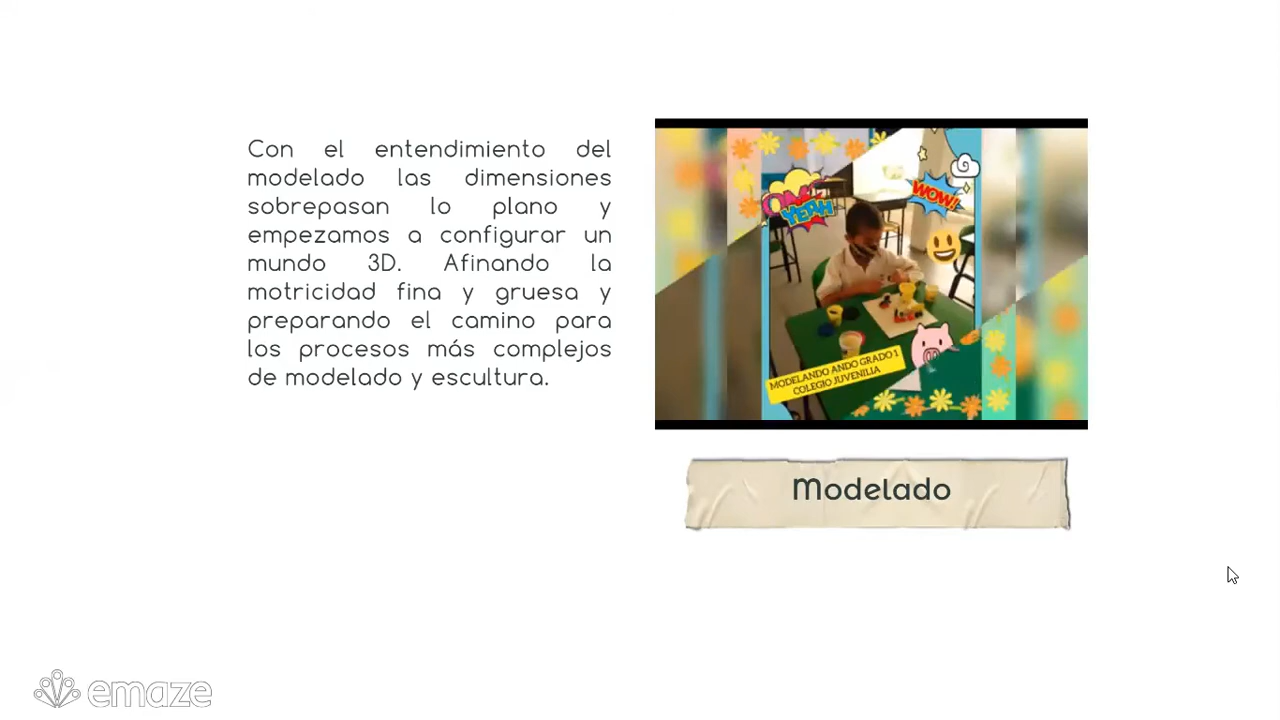 Con el entendimiento del
modelado las dimensiones
sobrepasan lo plano y
empezamos a configurar un
mundo 3D. Afinando la
motricidad fina y gruesa y
preparando el camino para
los procesos más complejos
de modelado y escultura.
OMG
YEAH
WOW!
MODELANDO ANDO GRADO 1
COLEGIO JUVENILIA
Modelado
emaze